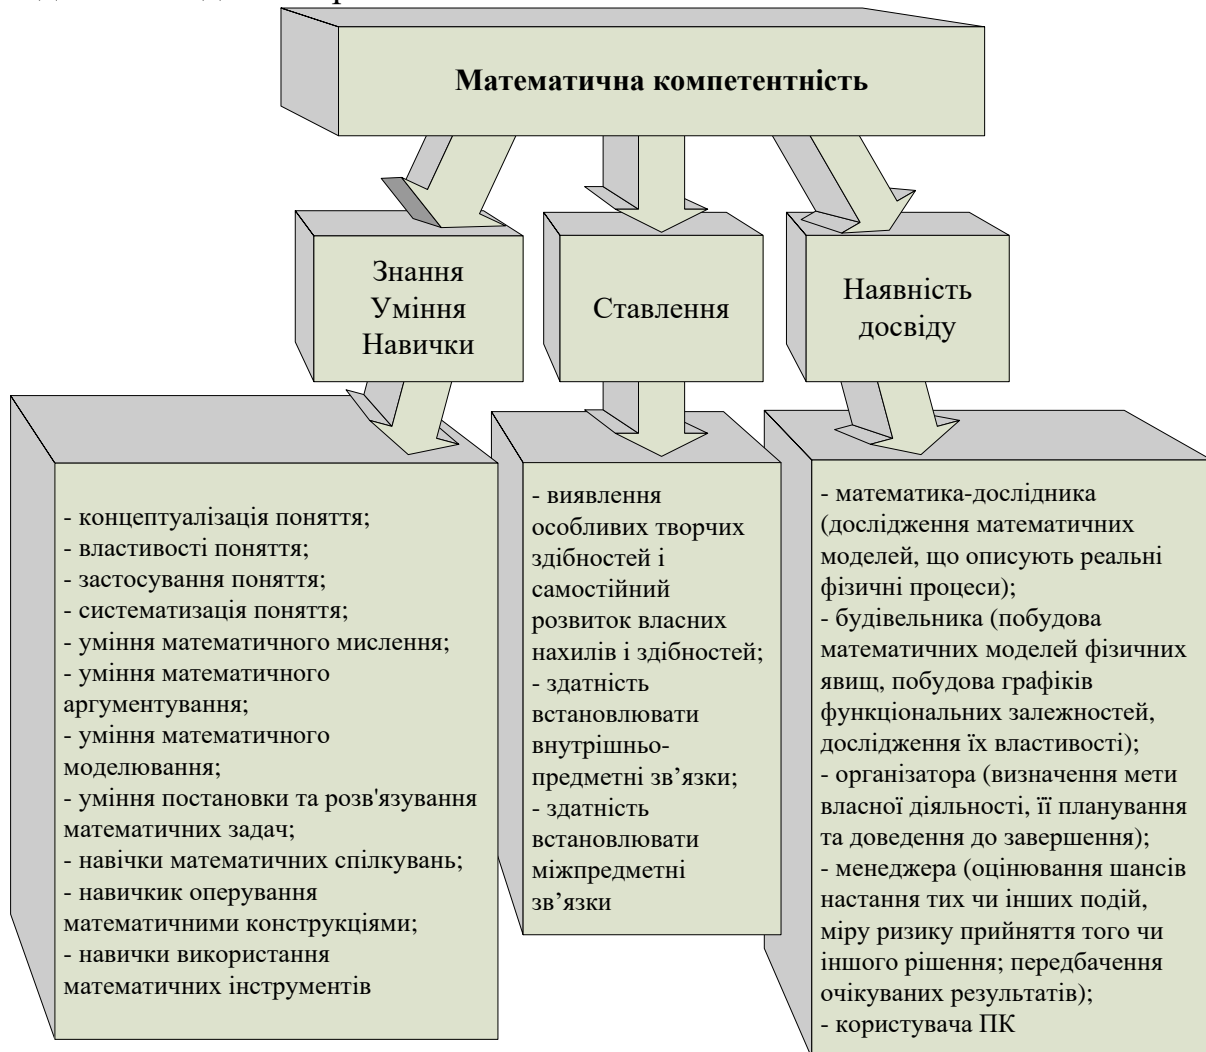 Математична компетентність
Знання
Уміння
Навички
Ставлення
Наявність
досвіду
- концептуалізація поняття;
- властивості поняття;
- застосування поняття;
- систематизація поняття;
- уміння математичного мислення;
- уміння математичного
аргументування;
- уміння математичного
моделювання;
- уміння постановки та розв'язування
математичних задач;
- навічки математичних спілкувань;
- навичкик оперування
математичними конструкціями;
- навички використання
математичних інструментів
- виявлення
особливих творчих
здібностей і
самостійний
розвиток власних
нахилів і здібностей;
- здатність
встановлювати
внутрішньо-
предметні зв’язки;
- здатність
встановлювати
міжпредметні
зв’язки
- математика-дослідника
(дослідження математичних
моделей, що описують реальні
фізичні процеси);
- будівельника (побудова
математичних моделей фізичних
явищ, побудова графіків
функціональних залежностей,
дослідження їх властивості);
- організатора (визначення мети
власної діяльності, її планування
та доведення до завершення);
- менеджера (оцінювання шансів
настання тих чи інших подій,
міру ризику прийняття того чи
іншого рішення; передбачення
очікуваних результатів);
- користувача ПК